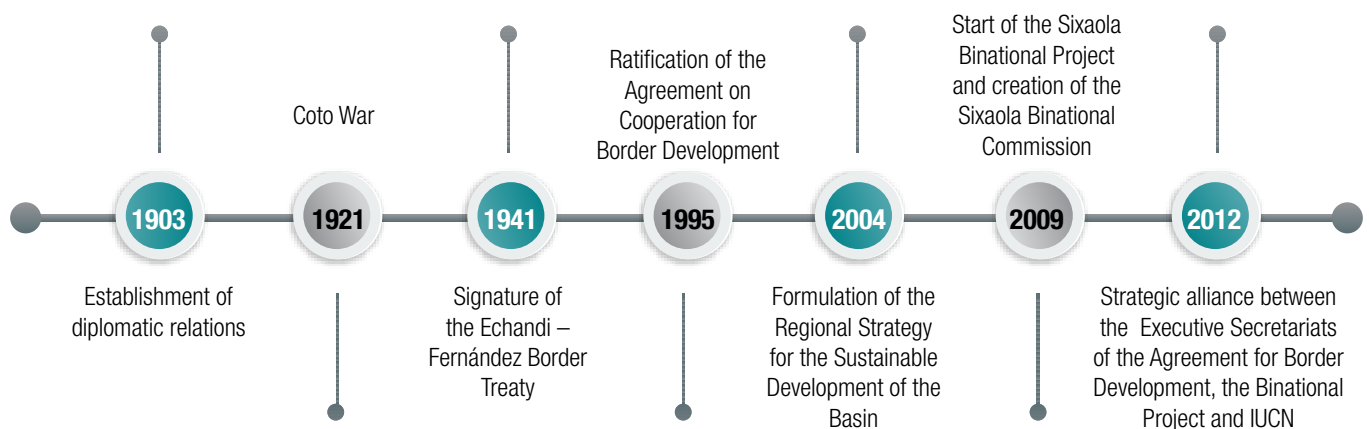 1903
Establishment of
diplomatic relations
Coto War
1921
1941
Signature of
the Echandi –
Fernández Border
Treaty
Ratification of the
Agreement on
Cooperation for
Border Development
1995
2004
Formulation of the
Regional Strategy
for the Sustainable
Development of the
Basin
Start of the Sixaola
Binational Project
and creation of the
Sixaola Binational
Commission
2009
2012
Strategic alliance between
the Executive Secretariats
of the Agreement for Border
Development, the Binational
Project and IUCN